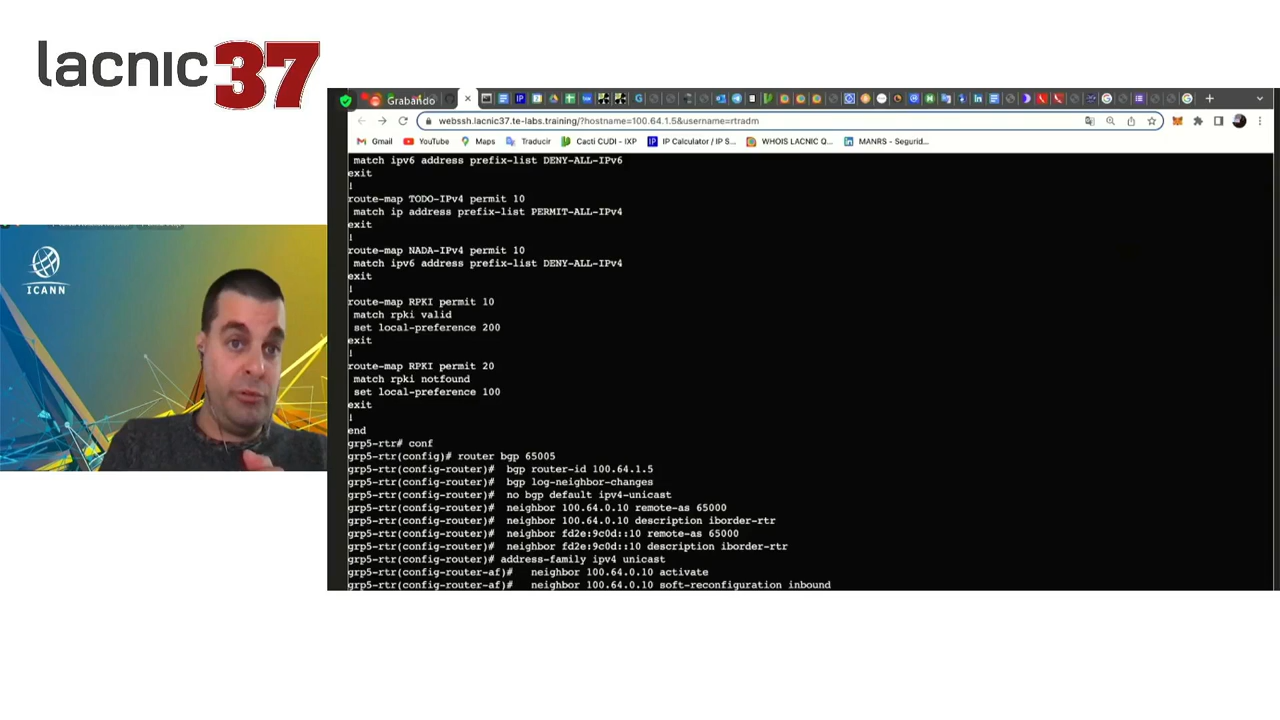 lacnic 37
Grabando
webssh.lacnic37.te-labs.training/?hostname=100.64.1.5&username=rtradm
Gmail YouTube Maps Traducir Cacti CUDI - IXP IP Calculator / IP S... WHOIS LACNIC Q... MANRS - Segurid...
match ipv6 address prefix-list DENY-ALL-IPv6
exit
!
route-map TODO-IPv4 permit 10
match ip address prefix-list PERMIT-ALL-IPv4
exit
!
route-map NADA-IPv4 permit 10
match ipv6 address prefix-list DENY-ALL-IPv4
exit
!
route-map RPKI permit 10
match rpki valid
set local-preference 200
exit
!
route-map RPKI permit 20
match rpki notfound
set local-preference 100
exit
!
end
grp5-rtr# conf
grp5-rtr(config)# router bgp 65005
grp5-rtr(config-router)# bgp router-id 100.64.1.5
grp5-rtr(config-router)# bgp log-neighbor-changes
grp5-rtr(config-router)# no bgp default ipv4-unicast
grp5-rtr(config-router)# neighbor 100.64.0.10 remote-as 65000
grp5-rtr(config-router)# neighbor 100.64.0.10 description iborder-rtr
grp5-rtr(config-router)# neighbor fd2e:9c0d::10 remote-as 65000
grp5-rtr(config-router)# neighbor fd2e:9c0d::10 description iborder-rtr
grp5-rtr(config-router)# address-family ipv4 unicast
grp5-rtr(config-router-af)# neighbor 100.64.0.10 activate
grp5-rtr(config-router-af)# neighbor 100.64.0.10 soft-reconfiguration inbound
ICANN